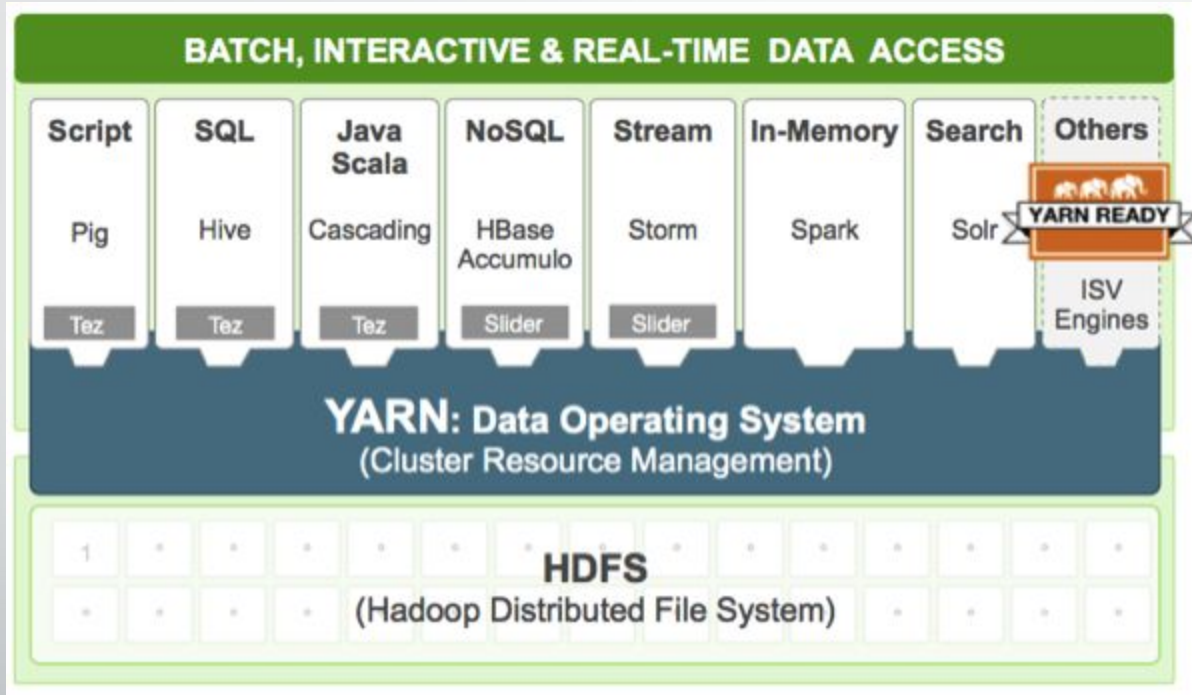 BATCH, INTERACTIVE & REAL-TIME DATA ACCESS
Script
Pig
Tez
SQL
Hive
Tez
Java
Scala
Cascading
Tez
NoSQL
HBase
Accumulo
Slider
Stream
Storm
Slider
In-Memory
Spark
Search
Solr
Others
YARN READY
ISV
Engines
YARN: Data Operating System
(Cluster Resource Management)
1
HDFS
(Hadoop Distributed File System)